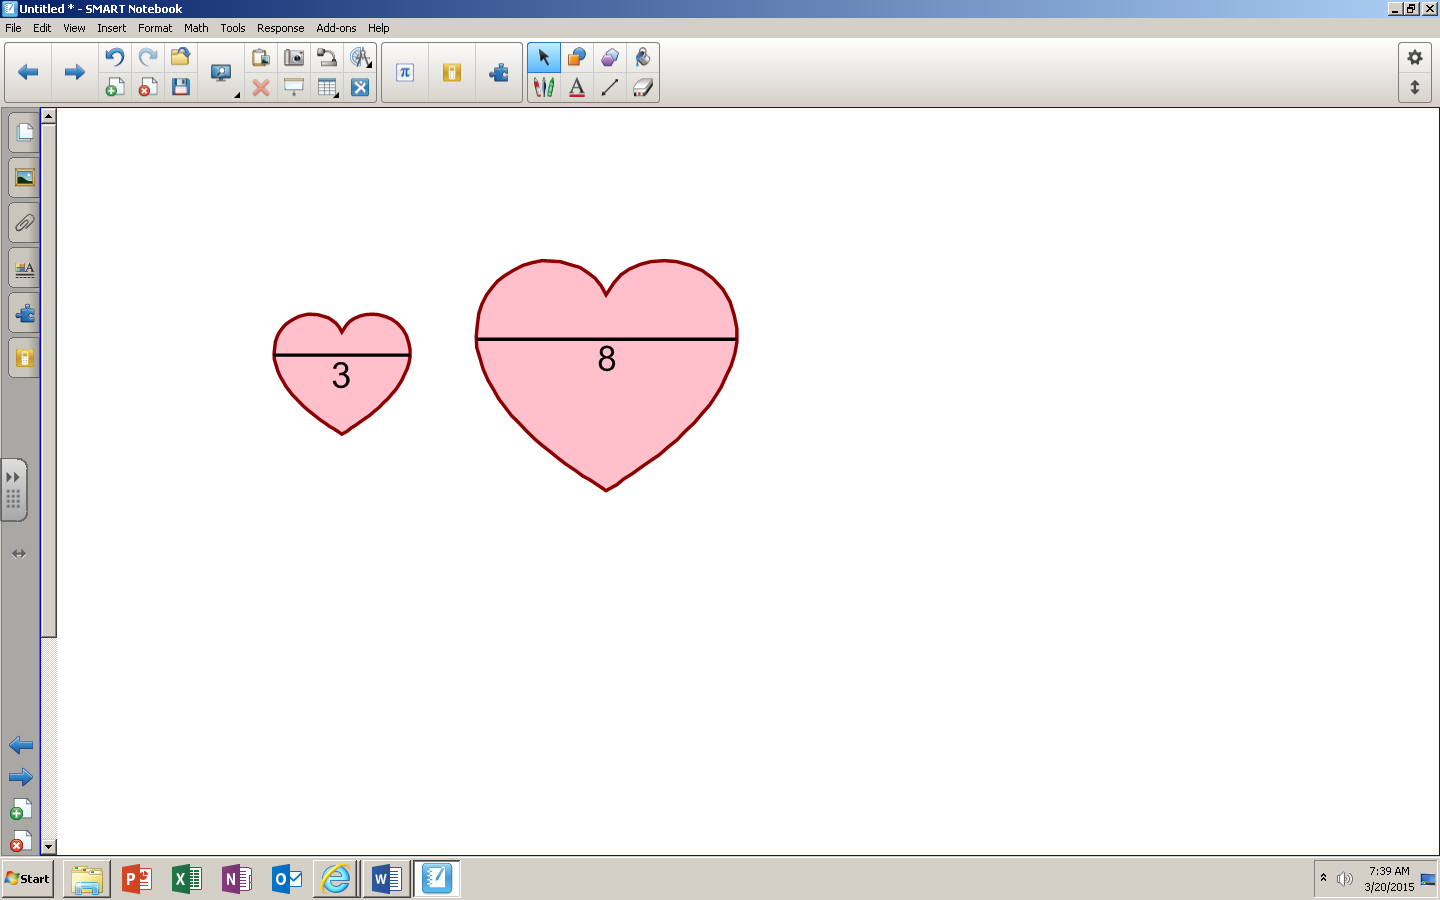 Untitled * - SMART Notebook
File Edit View Insert Format Math Tools Response Add-ons Help
π
A
A
3
8
Start
P
X
N
O
W
7:39 AM
3/20/2015